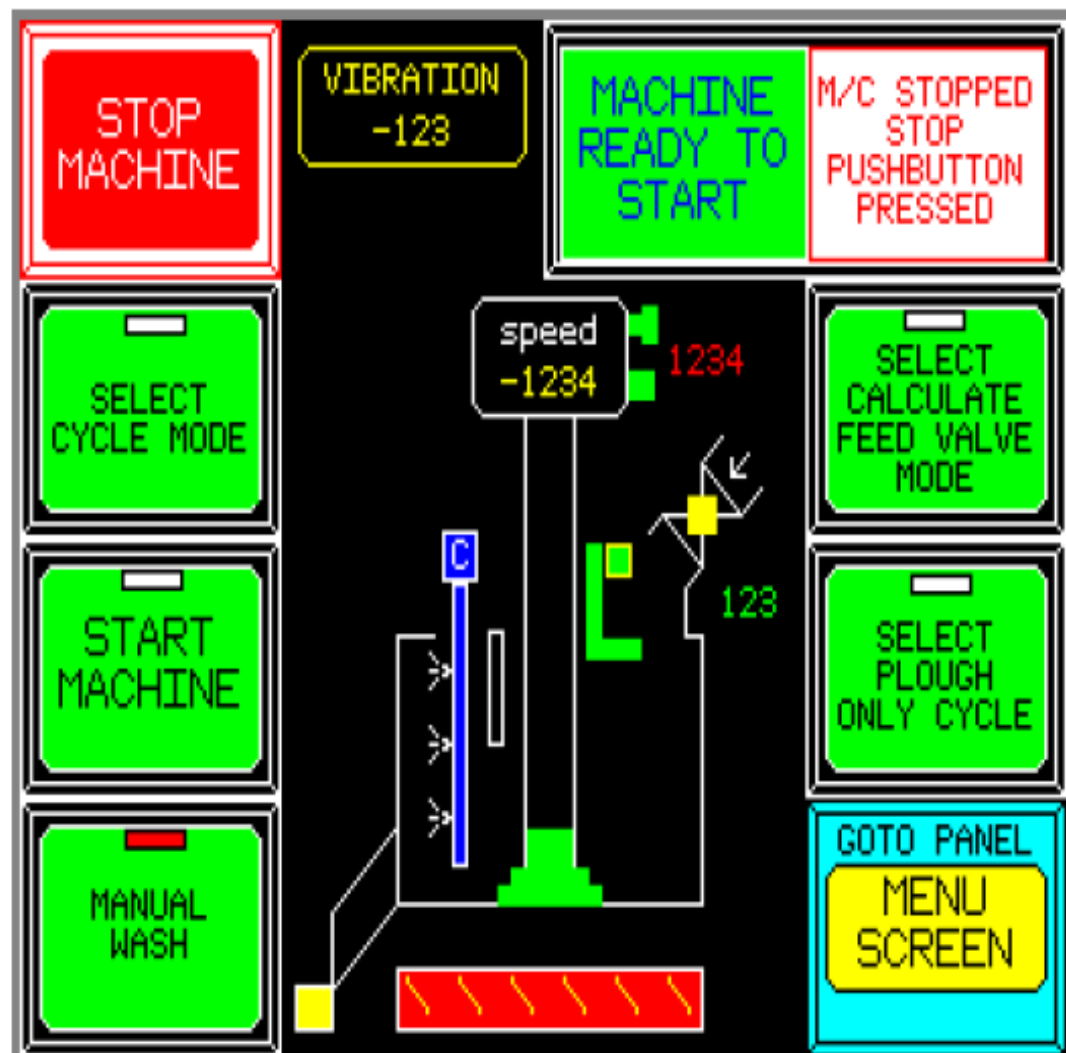 STOP
MACHINE
VIBRATION
-123
MACHINE
READY TO
START
M/C STOPPED
STOP
PUSHBUTTON
PRESSED
SELECT
CYCLE MODE
speed
-1234
1234
SELECT
CALCULATE
FEED VALVE
MODE
START
MACHINE
C
123
SELECT
PLOUGH
ONLY CYCLE
MANUAL
WASH
GOTO PANEL
MENU
SCREEN